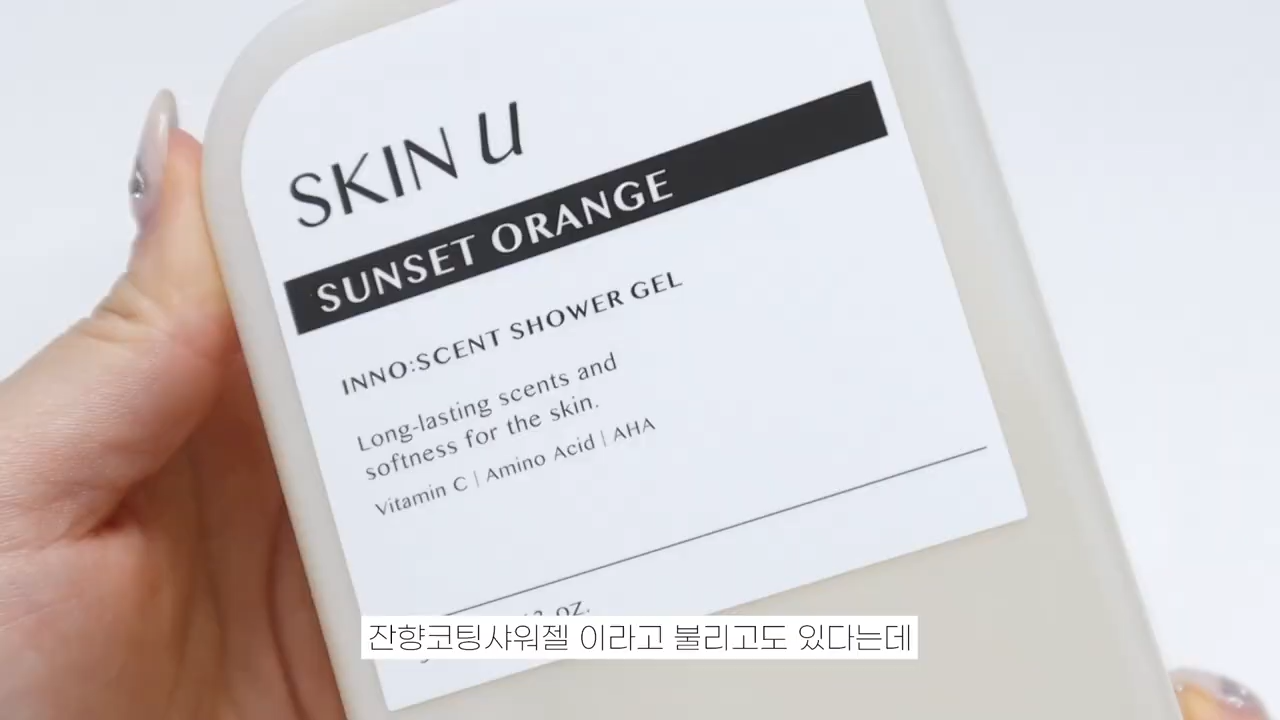 SKIN U
SUNSET ORANGE
INNO:SCENT SHOWER GEL
Long-lasting scents and
softness for the skin.
Vitamin C | Amino Acid | AHA
OZ.
잔향코팅샤워젤 이라고 불리고도 있다는데